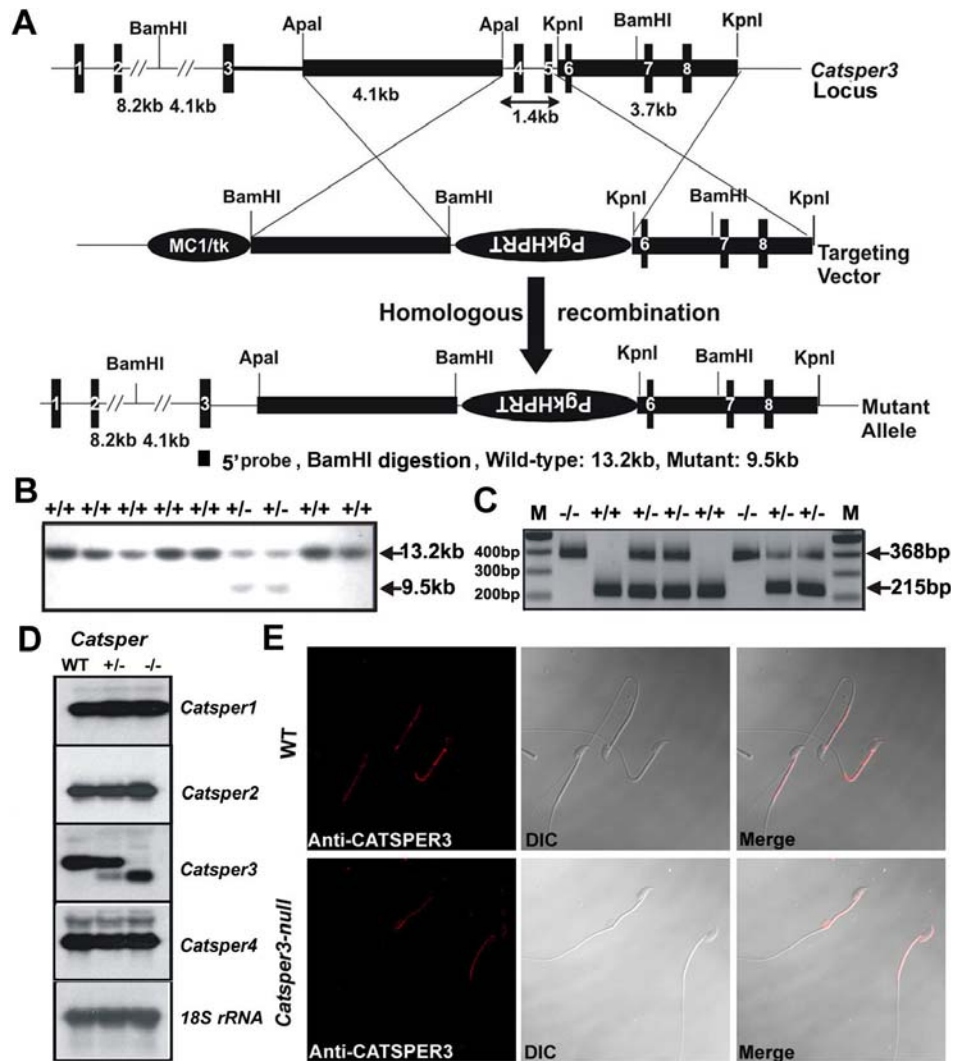 A
BamHI ApaI ApaI KpnI BamHI KpnI
1 2 3 4 5 6 7 8
Catsper3
Locus
8.2kb 4.1kb 4.1kb 1.4kb 3.7kb
BamHI BamHI KpnI BamHI KpnI
MC1/tk PgkHPRT 6 7 8
Targeting
Vector
Homologous recombination
BamHI ApaI BamHI KpnI BamHI KpnI
1 2 3 PgkHPRT 6 7 8
Mutant
Allele
8.2kb 4.1kb
5'probe , BamHI digestion , Wild-type: 13.2kb, Mutant: 9.5kb
B
+/+ +/+ +/+ +/+ +/+ +/- +/- +/+ +/+
13.2kb
9.5kb
C
M -/- +/+ +/- +/- +/+ -/- +/- +/- M
400bp
300bp
200bp
368bp
215bp
D
Catsper
WT +/- -/-
Catsper1
Catsper2
Catsper3
Catsper4
18S rRNA
E
WT
Anti-CATSPER3 DIC Merge
Catsper3-null
Anti-CATSPER3 DIC Merge